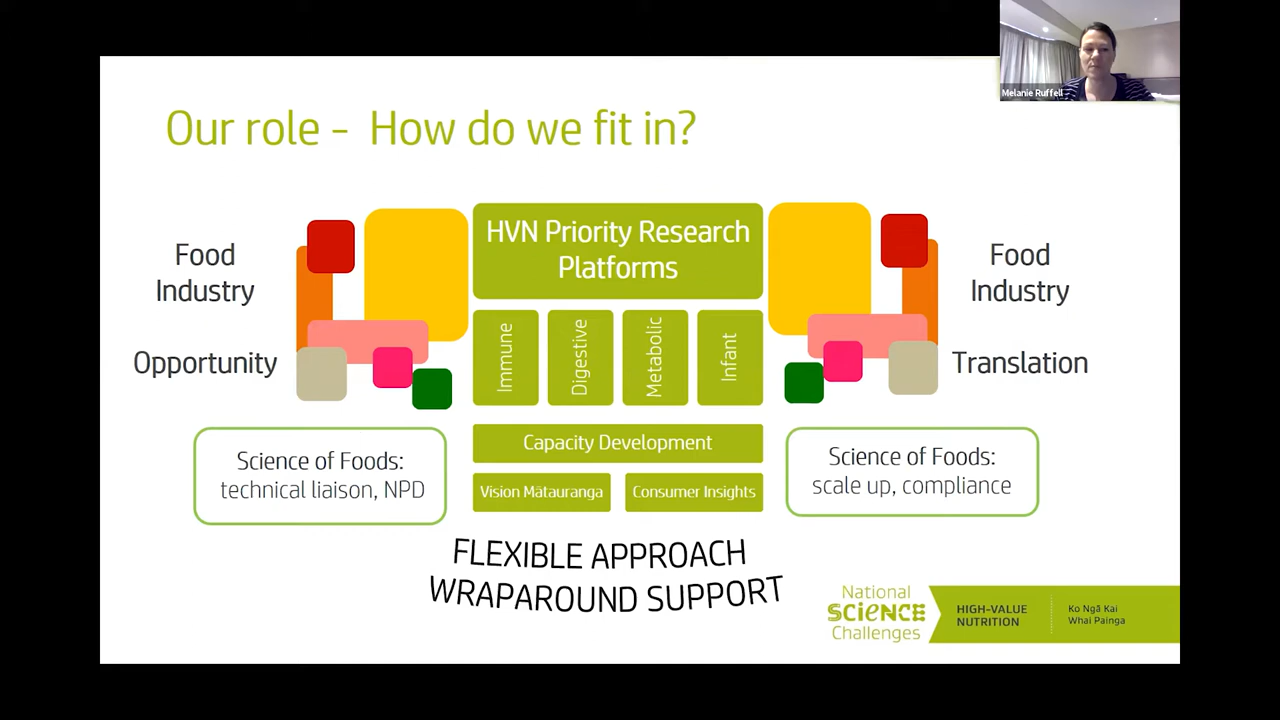 Melanie Ruffell
Our role - How do we fit in?
Food
Industry
Opportunity
HVN Priority Research
Platforms
Immune
Digestive
Metabolic
Infant
Food
Industry
Translation
Science of Foods:
technical liaison, NPD
Capacity Development
Vision Mātauranga
Consumer Insights
Science of Foods:
scale up, compliance
FLEXIBLE APPROACH
WRAPAROUND SUPPORT
National
SCIENCE
Challenges
HIGH-VALUE
NUTRITION
Ko Ngā Kai
Whai Painga